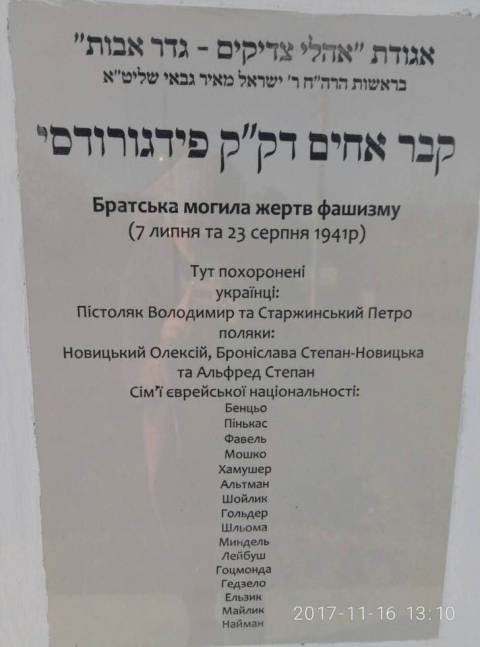 אגודת "אהלי צדיקים - גדר אבות"
בראשות הרה"ח ר' ישראל מאיר גבאי שליט"א
קבר אחים דק"ק פידגורודסי
Братська могила жертв фашизму
(7 липня та 23 серпня 1941р)
Тут похоронені
українці:
Пістоляк Володимир та Старжинський Петро
поляки:
Новицький Олексій, Броніслава Степан-Новицька
та Альфред Степан
Сім'ї єврейської національності:
Бенцьо
Пінькас
Фавель
Мошко
Хамушер
Альтман
Шойлик
Гольдер
Шльома
Миндель
Лейбуш
Гоцмонда
Гедзело
Ельзик
Майлик
Найман
2017-11-16 13:10